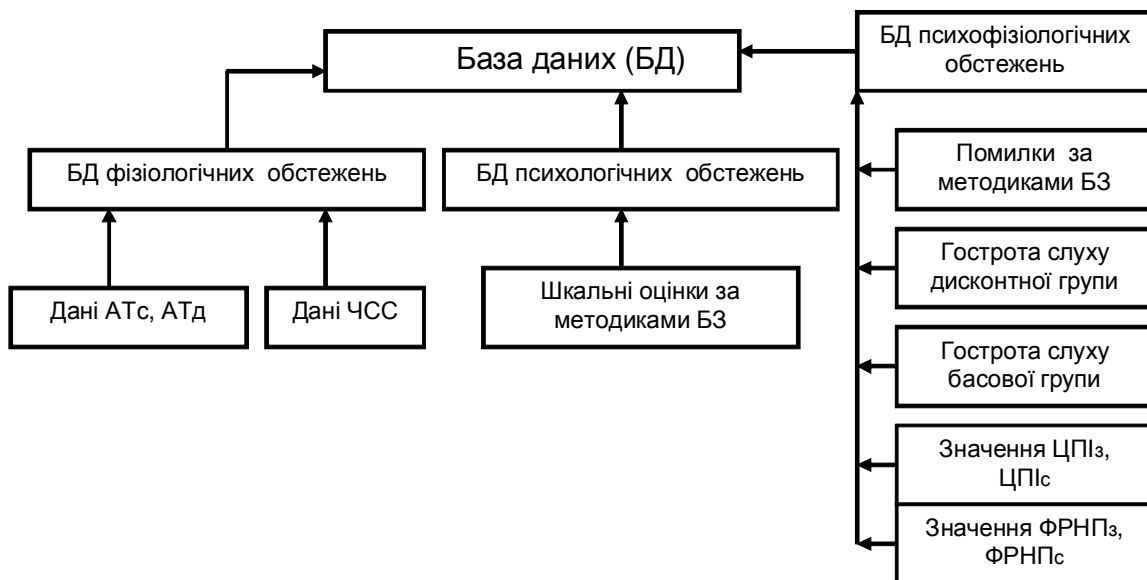 База даних (БД)
БД психофізіологічних
обстежень
БД фізіологічних обстежень
БД психологічних обстежень
Помилки за
методиками БЗ
Гострота слуху
дисконтної групи
Дані АТс, АТд
Дані ЧСС
Шкальні оцінки за
методиками БЗ
Гострота слуху
басової групи
Значення ЦПІз,
ЦПІс
Значення ФРНПз,
ФРНПс